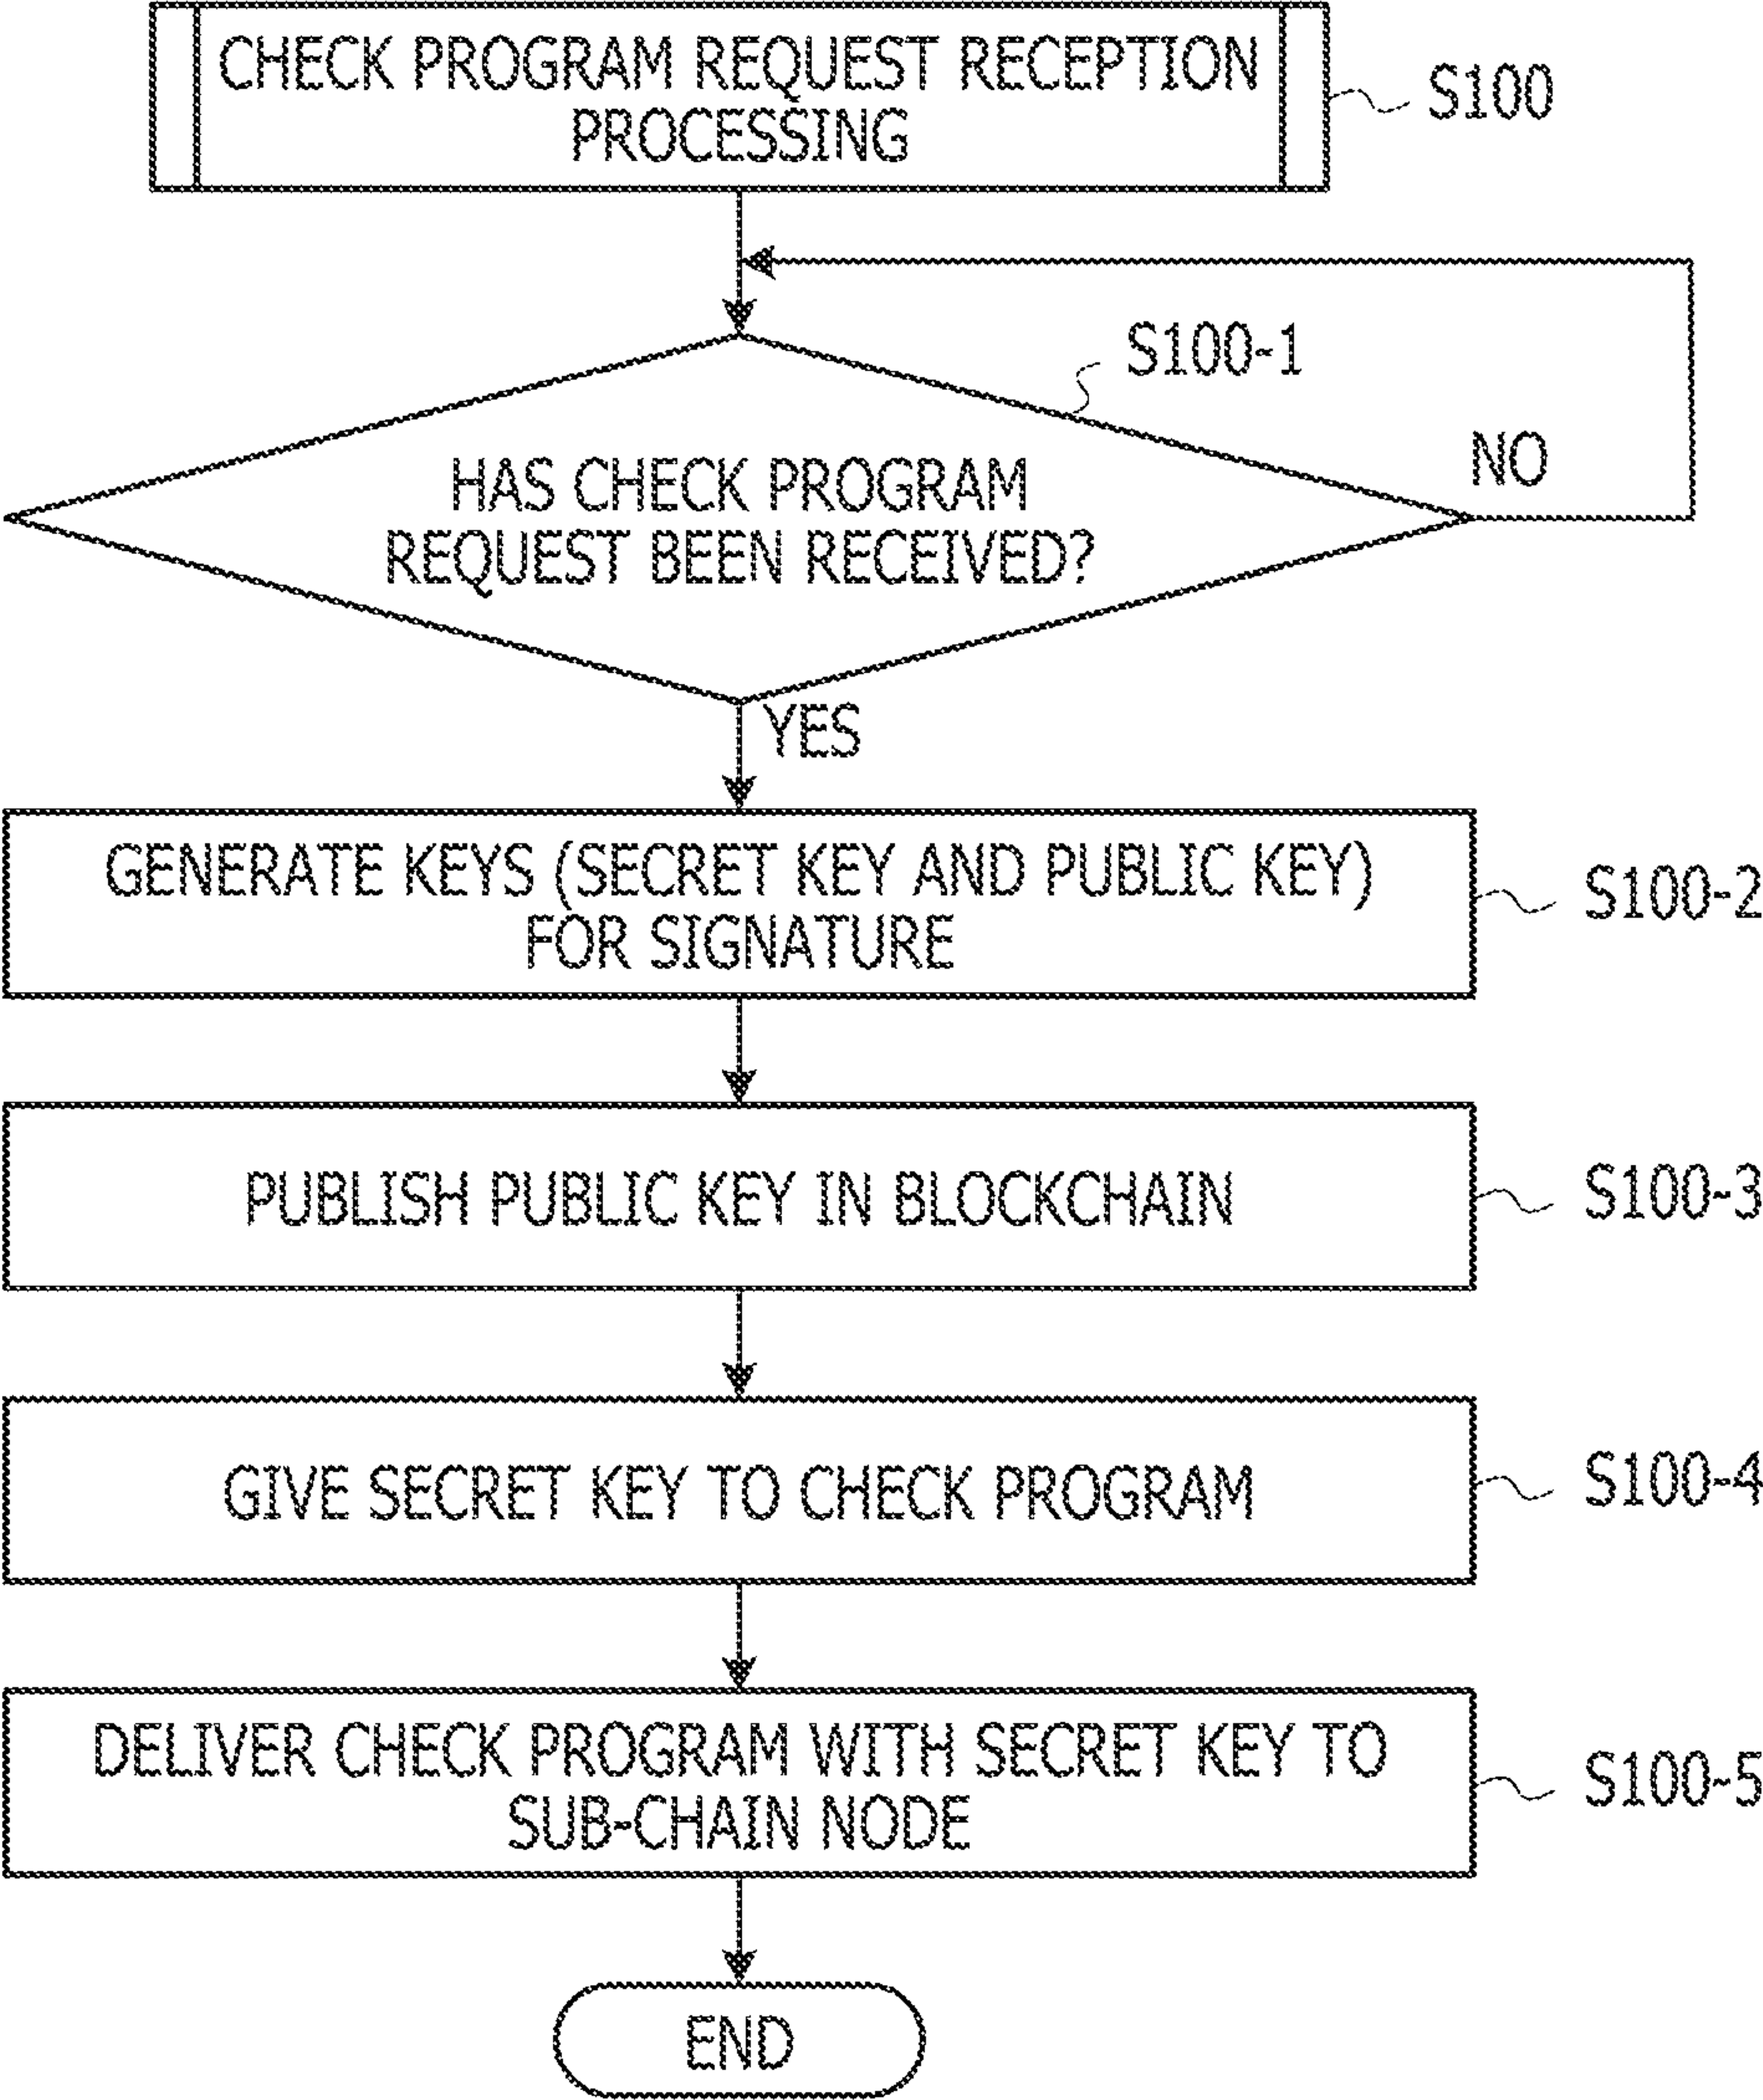 CHECK PROGRAM REQUEST RECEPTION
PROCESSING
S100
S100-1
NO
HAS CHECK PROGRAM
REQUEST BEEN RECEIVED?
YES
GENERATE KEYS (SECRET KEY AND PUBLIC KEY)
FOR SIGNATURE
S100-2
PUBLISH PUBLIC KEY IN BLOCKCHAIN
S100-3
GIVE SECRET KEY TO CHECK PROGRAM
S100-4
DELIVER CHECK PROGRAM WITH SECRET KEY TO
SUB-CHAIN NODE
S100-5
END